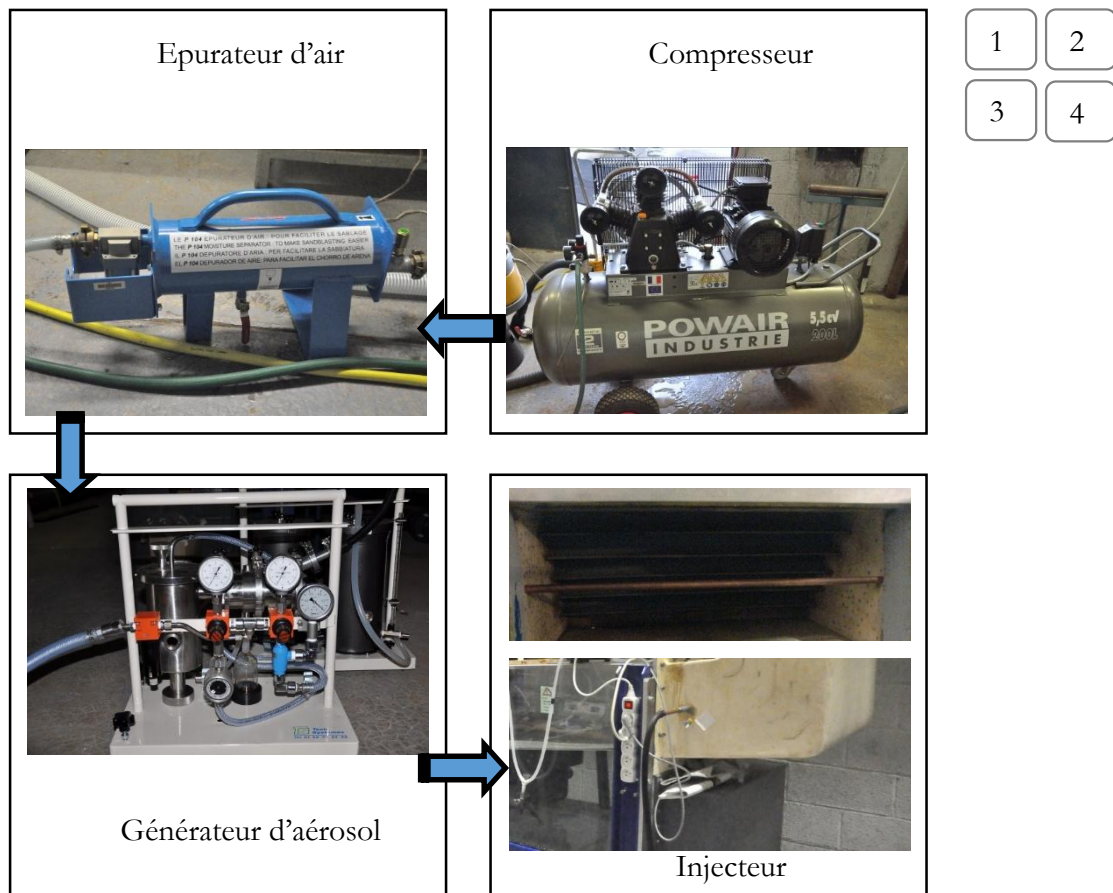 Epurateur d'air
Compresseur
1
2
3
4
LE P 104 EPURATEUR D'AIR : POUR FACILITER LE SABLAGE
THE P 104 MOISTURE SEPARATOR : TO MAKE SANDBLASTING EASIER
IL P 104 DEPURATORE D'ARIA : PER FACILITARE LA SABBIATURA
EL P 104 DEPURADOR DE AIRE: PARA FACILITAR EL CHORRO DE ARENA
POWAIR
INDUSTRIE
5,5 cV
200L
Générateur d'aérosol
Injecteur